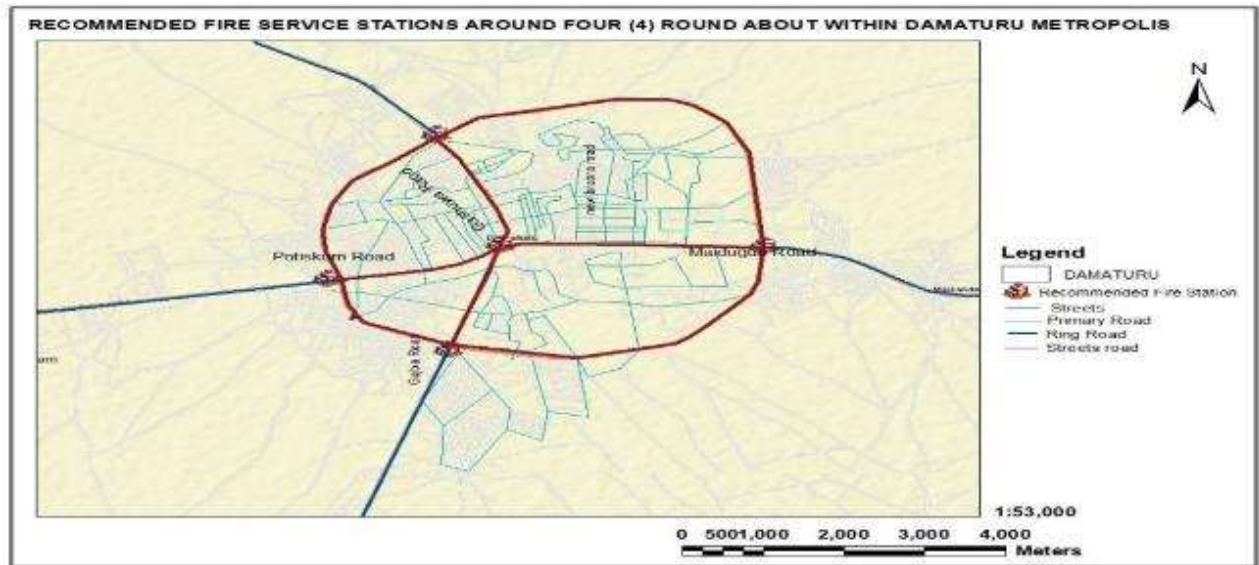 RECOMMENDED FIRE SERVICE STATIONS AROUND FOUR (4) ROUND ABOUT WITHIN DAMATURU METROPOLIS
N
Road
Potiskum Road
Road
Legend
DAMATURU
Recommended Fire Station
Streets
Primary Road
Ring Road
Streets road
1:53,000
0 5001,000 2,000 3,000 4,000
Meters